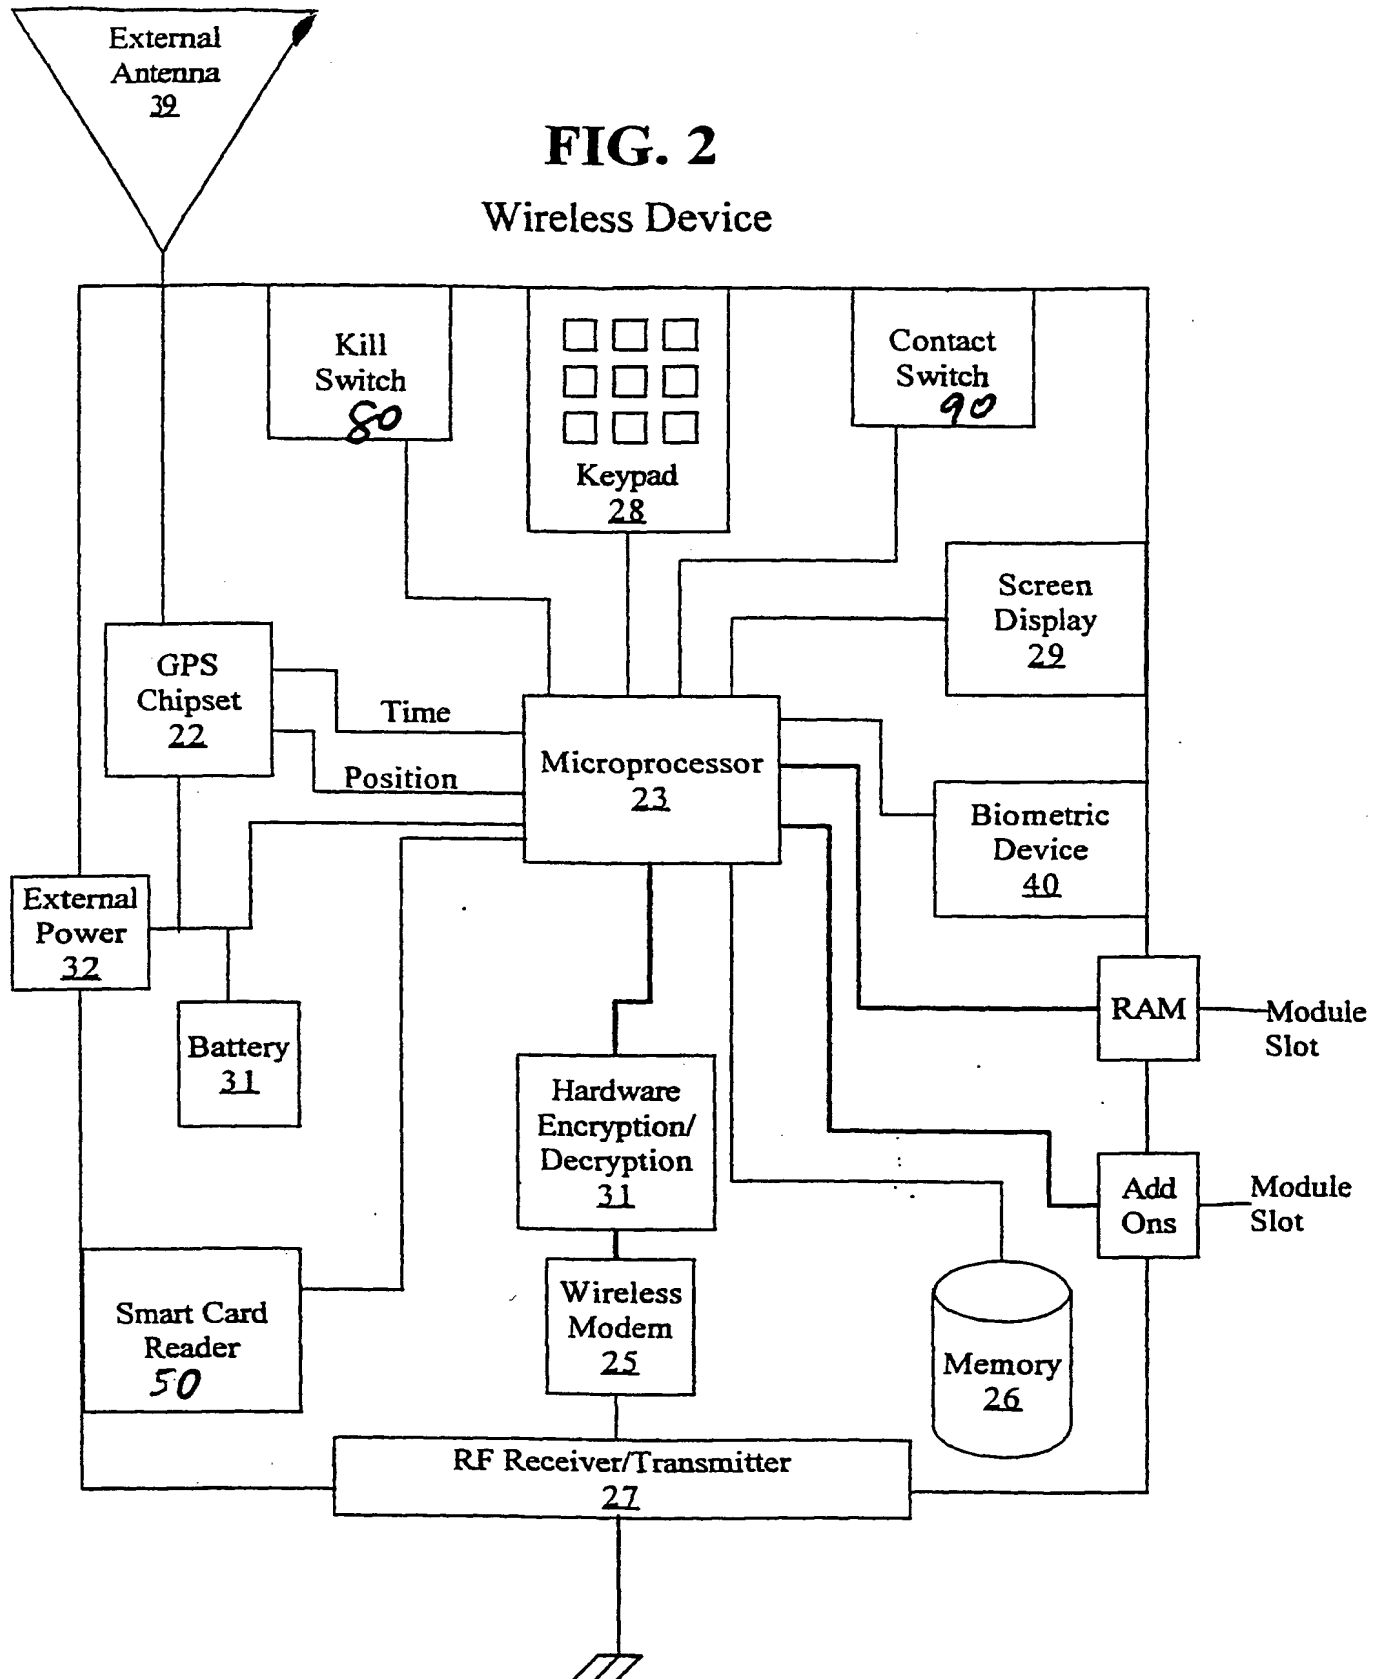 External
Antenna
39
FIG. 2
Wireless Device
Kill
Switch
80
Keypad
28
Contact
Switch
90
Screen
Display
29
GPS
Chipset
22
Time
Position
Microprocessor
23
Biometric
Device
40
External
Power
32
Battery
31
RAM
Module
Slot
Hardware
Encryption/
Decryption
31
Add
Ons
Module
Slot
Smart Card
Reader
50
Wireless
Modem
25
Memory
26
RF Receiver/Transmitter
27